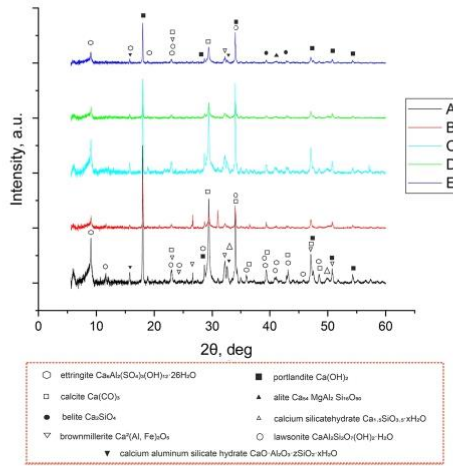 Intensity, a.u.
A
B
C
D
E
0 10 20 30 40 50 60
2θ, deg
ettringite Ca₆Al₂(SO₄)₃(OH)₁₂·26H₂O
portlandite Ca(OH)₂
calcite Ca(CO)₃
alite Ca₅₄ MgAl₂ Si₁₆O₉₀
belite Ca₂SiO₄
calcium silicatehydrate Ca₁,₅SiO₃,₅·xH₂O
brownmillerite Ca²(Al, Fe)₂O₅
lawsonite CaAl₂Si₂O₇(OH)₂·H₂O
calcium aluminum silicate hydrate CaO·Al₂O₃·zSiO₂·xH₂O